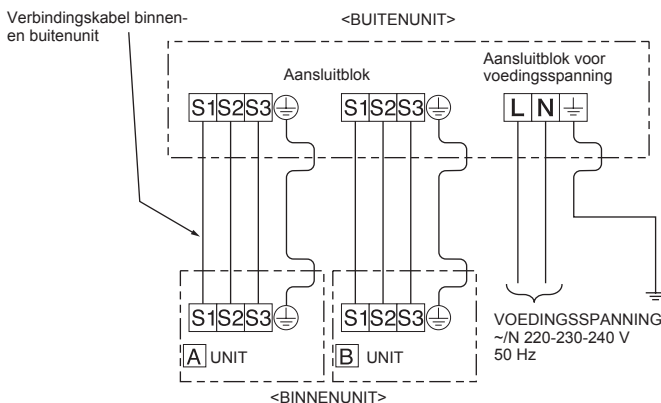 Verbindingskabel binnen-
en buitenunit
<BUITENUNIT>
Aansluitblok
Aansluitblok voor
voedingsspanning
S1 S2 S3
S1 S2 S3
L N
S1 S2 S3
A UNIT
S1 S2 S3
B UNIT
VOEDINGSSPANNING
~/N 220-230-240 V
50 Hz
<BINNENUNIT>